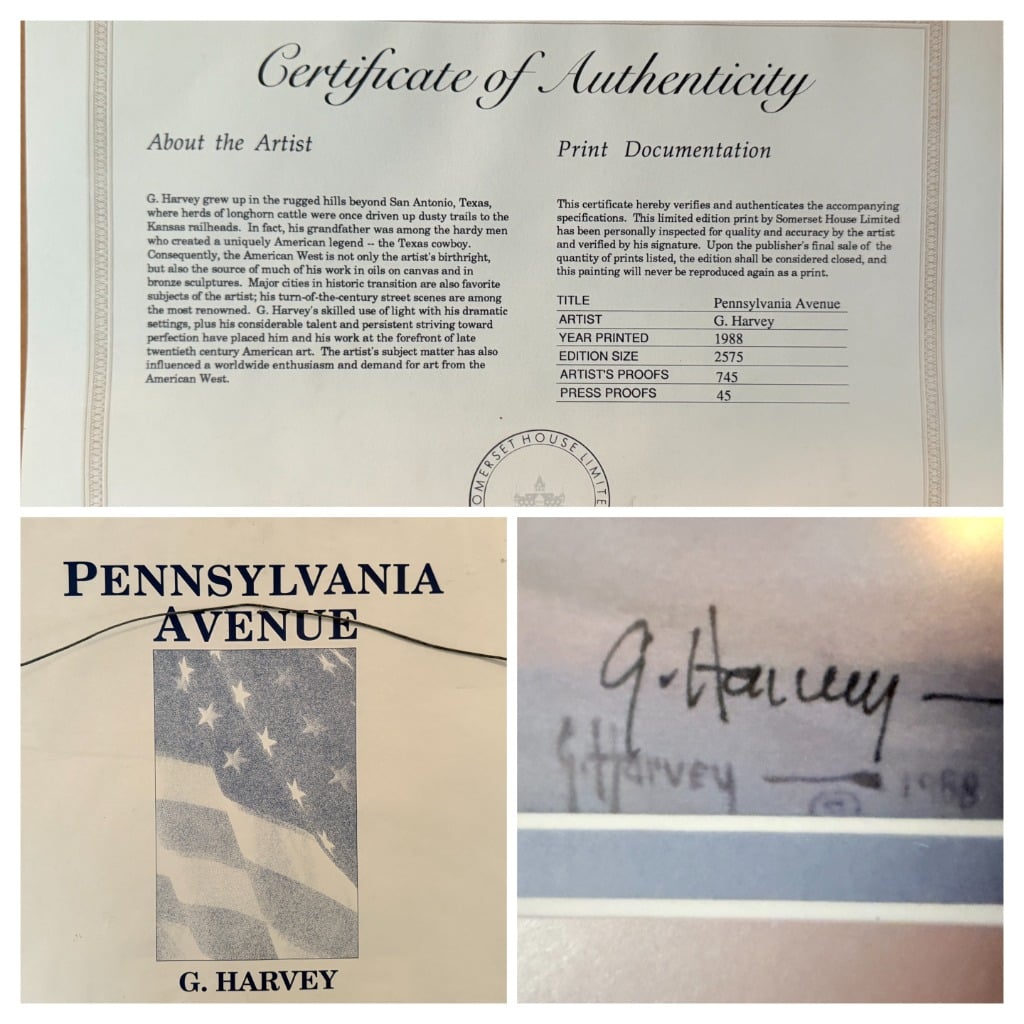 Certificate of Authenticity
About the Artist
G. Harvey grew up in the rugged hills beyond San Antonio, Texas,
where herds of longhorn cattle were once driven up dusty trails to the
Kansas railheads. In fact, his grandfather was among the hardy men
who created a uniquely American legend -- the Texas cowboy.
Consequently, the American West is not only the artist's birthright,
but also the source of much of his work in oils on canvas and in
bronze sculptures. Major cities in historic transition are also favorite
subjects of the artist; his turn-of-the-century street scenes are among
the most renowned. G. Harvey's skilled use of light with his dramatic
settings, plus his considerable talent and persistent striving toward
perfection have placed him and his work at the forefront of late
twentieth century American art. The artist's subject matter has also
influenced a worldwide enthusiasm and demand for art from the
American West.
Print Documentation
This certificate hereby verifies and authenticates the accompanying
specifications. This limited edition print by Somerset House Limited
has been personally inspected for quality and accuracy by the artist
and verified by his signature. Upon the publisher's final sale of the
quantity of prints listed, the edition shall be considered closed, and
this painting will never be reproduced again as a print.
TITLE Pennsylvania Avenue
ARTIST G. Harvey
YEAR PRINTED 1988
EDITION SIZE 2575
ARTIST'S PROOFS 745
PRESS PROOFS 45
OMERSET HOUSE LIMITE
PENNSYLVANIA
AVENUE
G. HARVEY
G. Harvey
G. Harvey 1988
©